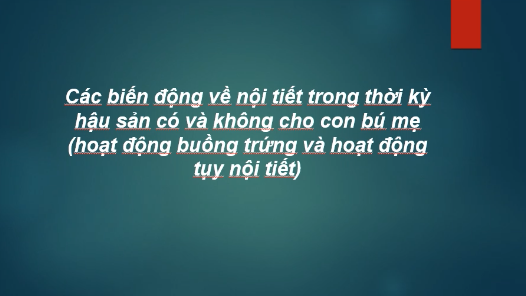 Các biến động về nội tiết trong thời kỳ
hậu sản có và không cho con bú mẹ
(hoạt động buồng trứng và hoạt động
tụy nội tiết)